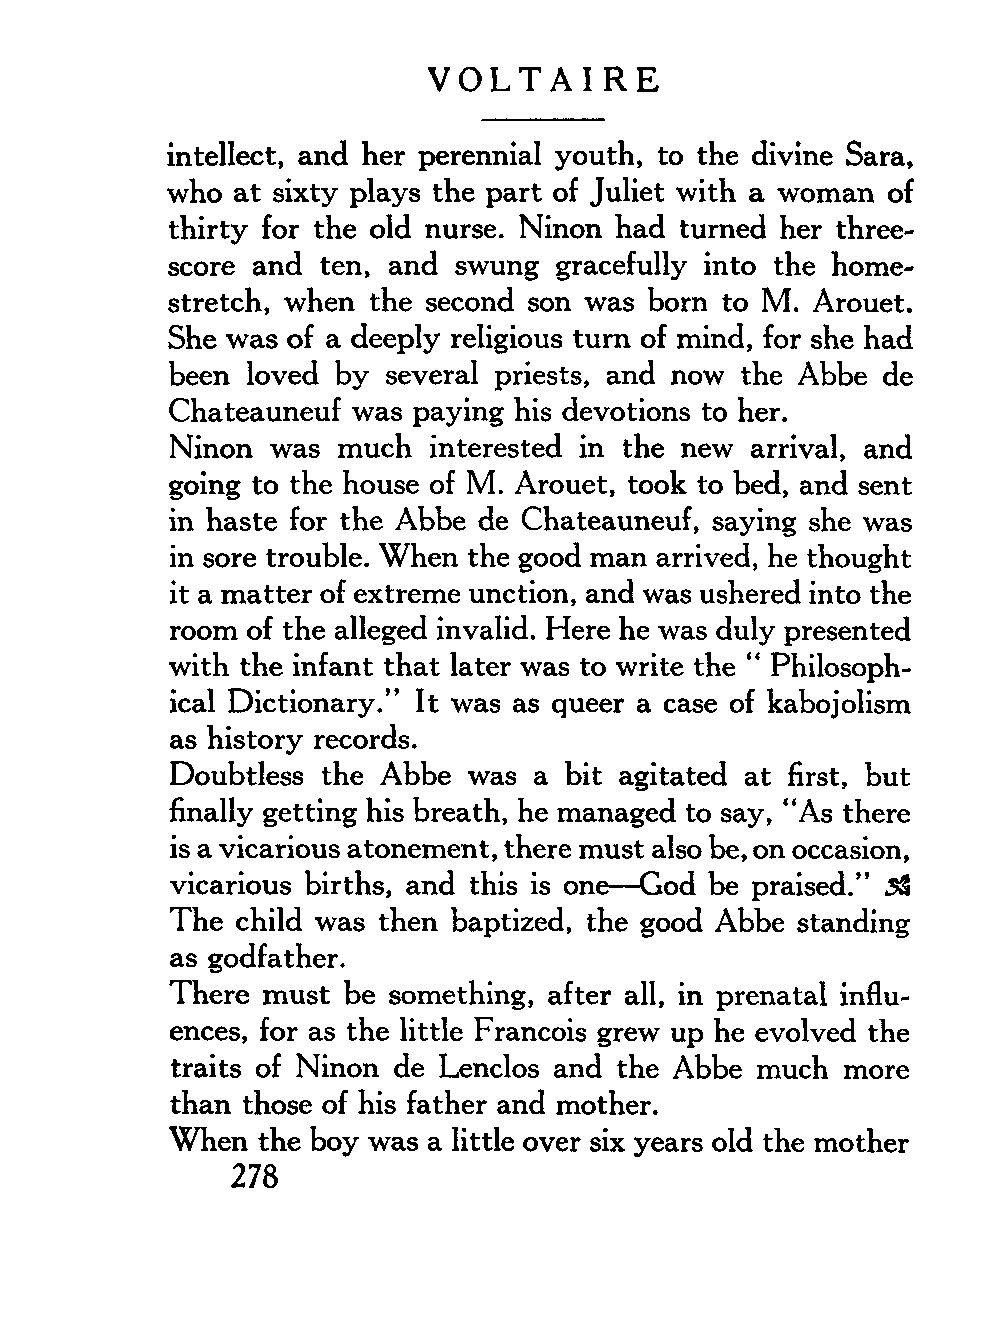 VOLTAIRE
intellect, and her perennial youth, to the divine Sara,
who at sixty plays the part of Juliet with a woman of
thirty for the old nurse. Ninon had turned her three-
score and ten, and swung gracefully into the home-
stretch, when the second son was born to M. Arouet.
She was of a deeply religious turn of mind, for she had
been loved by several priests, and now the Abbe de
Chateauneuf was paying his devotions to her.
Ninon was much interested in the new arrival, and
going to the house of M. Arouet, took to bed, and sent
in haste for the Abbe de Chateauneuf, saying she was
in sore trouble. When the good man arrived, he thought
it a matter of extreme unction, and was ushered into the
room of the alleged invalid. Here he was duly presented
with the infant that later was to write the “ Philosoph-
ical Dictionary.” It was as queer a case of kabojolism
as history records.
Doubtless the Abbe was a bit agitated at first, but
finally getting his breath, he managed to say, “As there
is a vicarious atonement, there must also be, on occasion,
vicarious births, and this is one—God be praised.”
The child was then baptized, the good Abbe standing
as godfather.
There must be something, after all, in prenatal influ-
ences, for as the little Francois grew up he evolved the
traits of Ninon de Lenclos and the Abbe much more
than those of his father and mother.
When the boy was a little over six years old the mother
278